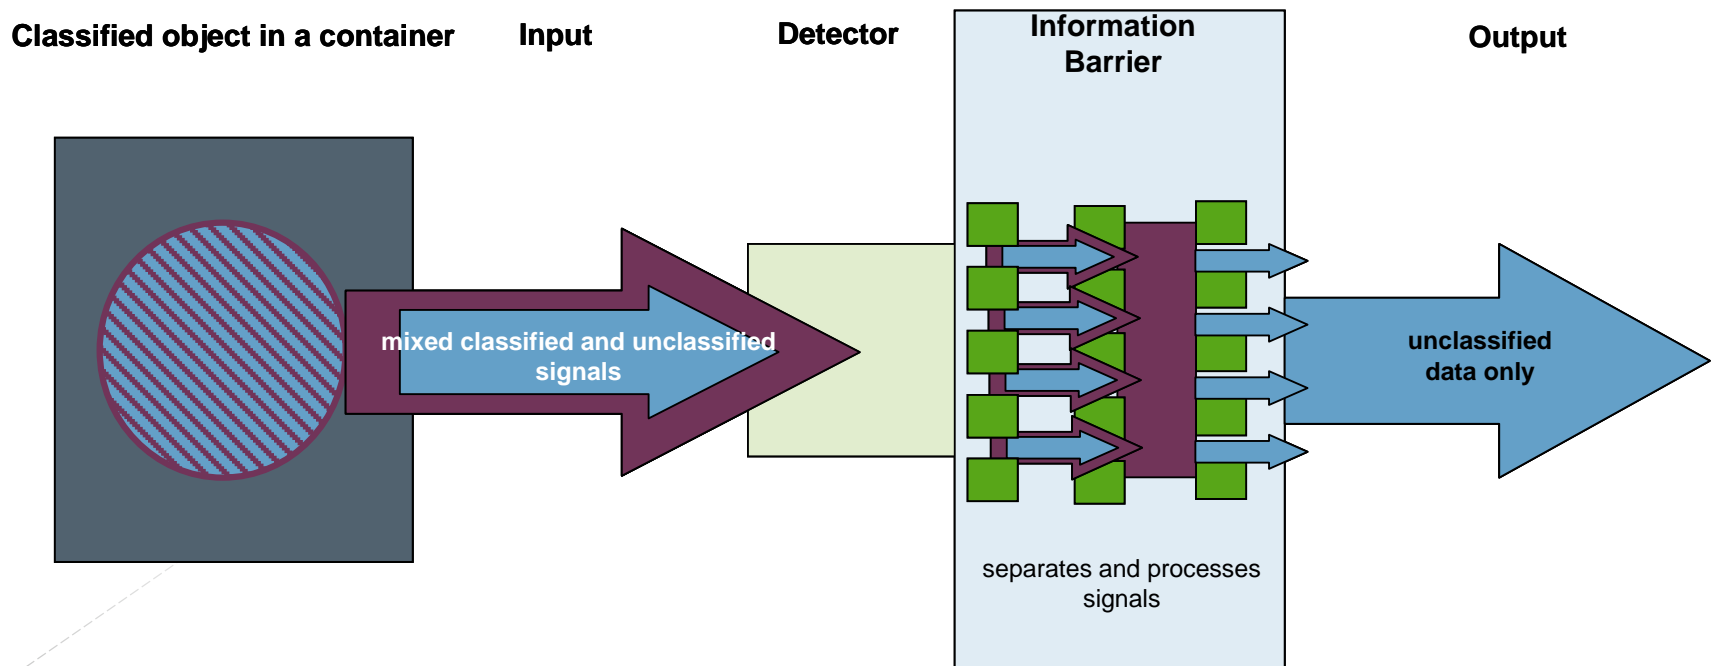 Classified object in a container
Input
Detector
Information
Barrier
Output
mixed classified and unclassified
signals
unclassified
data only
separates and processes
signals